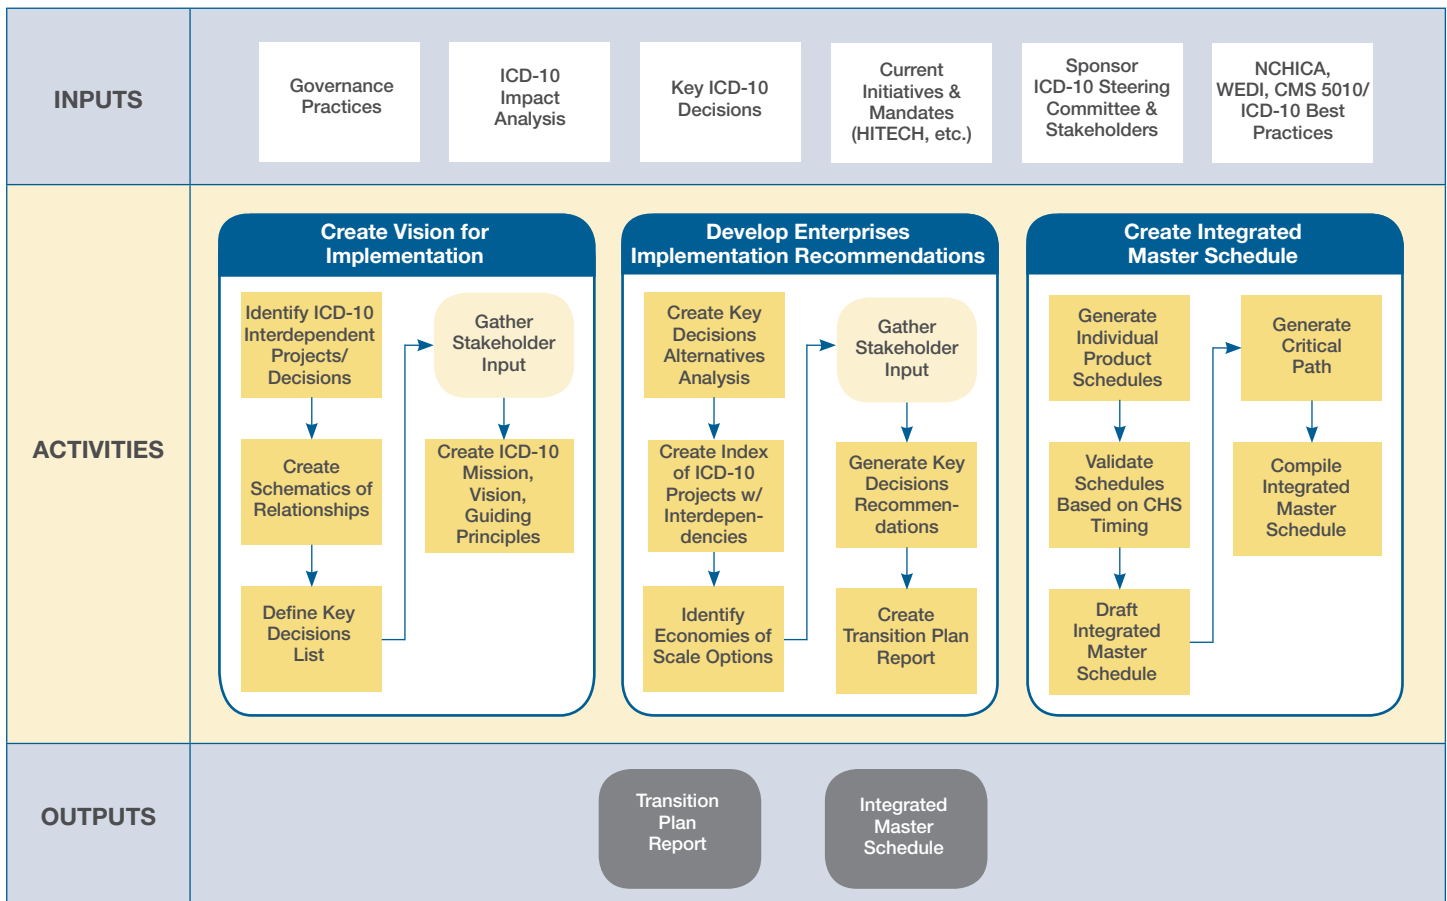 INPUTS
Governance
Practices
ICD-10
Impact
Analysis
Key ICD-10
Decisions
Current
Initiatives &
Mandates
(HITECH, etc.)
Sponsor
ICD-10 Steering
Committee &
Stakeholders
NCHICA,
WEDI, CMS 5010/
ICD-10 Best
Practices
ACTIVITIES
Create Vision for
Implementation
Identify ICD-10
Interdependent
Projects/
Decisions
Create
Schematics of
Relationships
Define Key
Decisions
List
Gather
Stakeholder
Input
Create ICD-10
Mission,
Vision,
Guiding
Principles
Develop Enterprises
Implementation Recommendations
Create Key
Decisions
Alternatives
Analysis
Create Index
of ICD-10
Projects w/
Interdepen-
dencies
Identify
Economies of
Scale Options
Gather
Stakeholder
Input
Generate Key
Decisions
Recommen-
dations
Create
Transition Plan
Report
Create Integrated
Master Schedule
Generate
Individual
Product
Schedules
Validate
Schedules
Based on CHS
Timing
Draft
Integrated
Master
Schedule
Generate
Critical
Path
Compile
Integrated
Master
Schedule
OUTPUTS
Transition
Plan
Report
Integrated
Master
Schedule